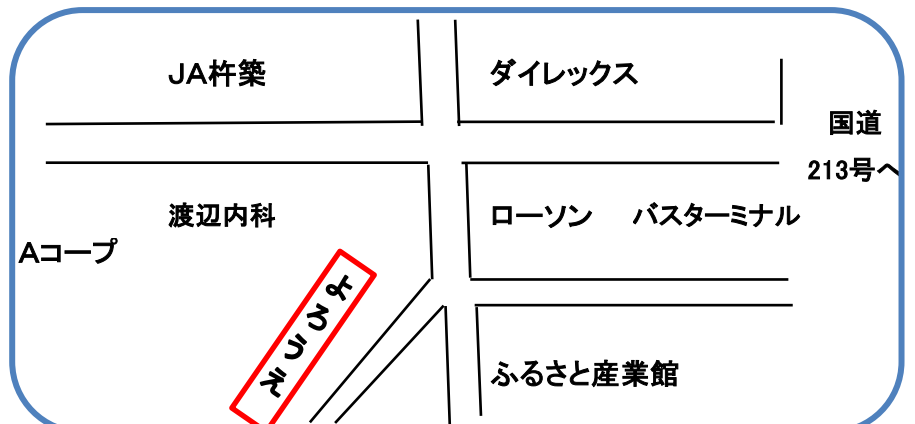 JA杵築
ダイレックス
国道
213号へ
渡辺内科
ローソン
バスターミナル
Aコープ
よろうえ
ふるさと産業館